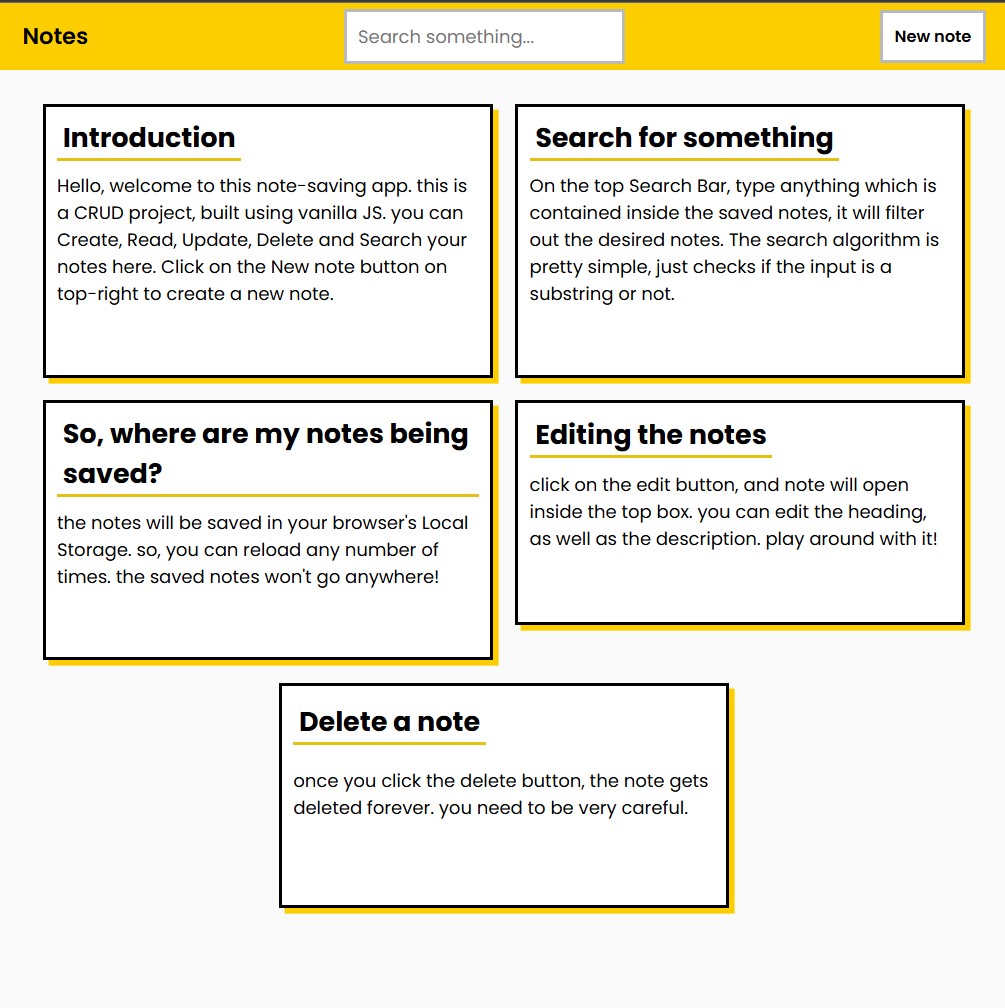 Notes
Search something...
New note
Introduction
Hello, welcome to this note-saving app. this is
a CRUD project, built using vanilla JS. you can
Create, Read, Update, Delete and Search your
notes here. Click on the New note button on
top-right to create a new note.
Search for something
On the top Search Bar, type anything which is
contained inside the saved notes, it will filter
out the desired notes. The search algorithm is
pretty simple, just checks if the input is a
substring or not.
So, where are my notes being
saved?
the notes will be saved in your browser's Local
Storage. so, you can reload any number of
times. the saved notes won't go anywhere!
Editing the notes
click on the edit button, and note will open
inside the top box. you can edit the heading,
as well as the description. play around with it!
Delete a note
once you click the delete button, the note gets
deleted forever. you need to be very careful.